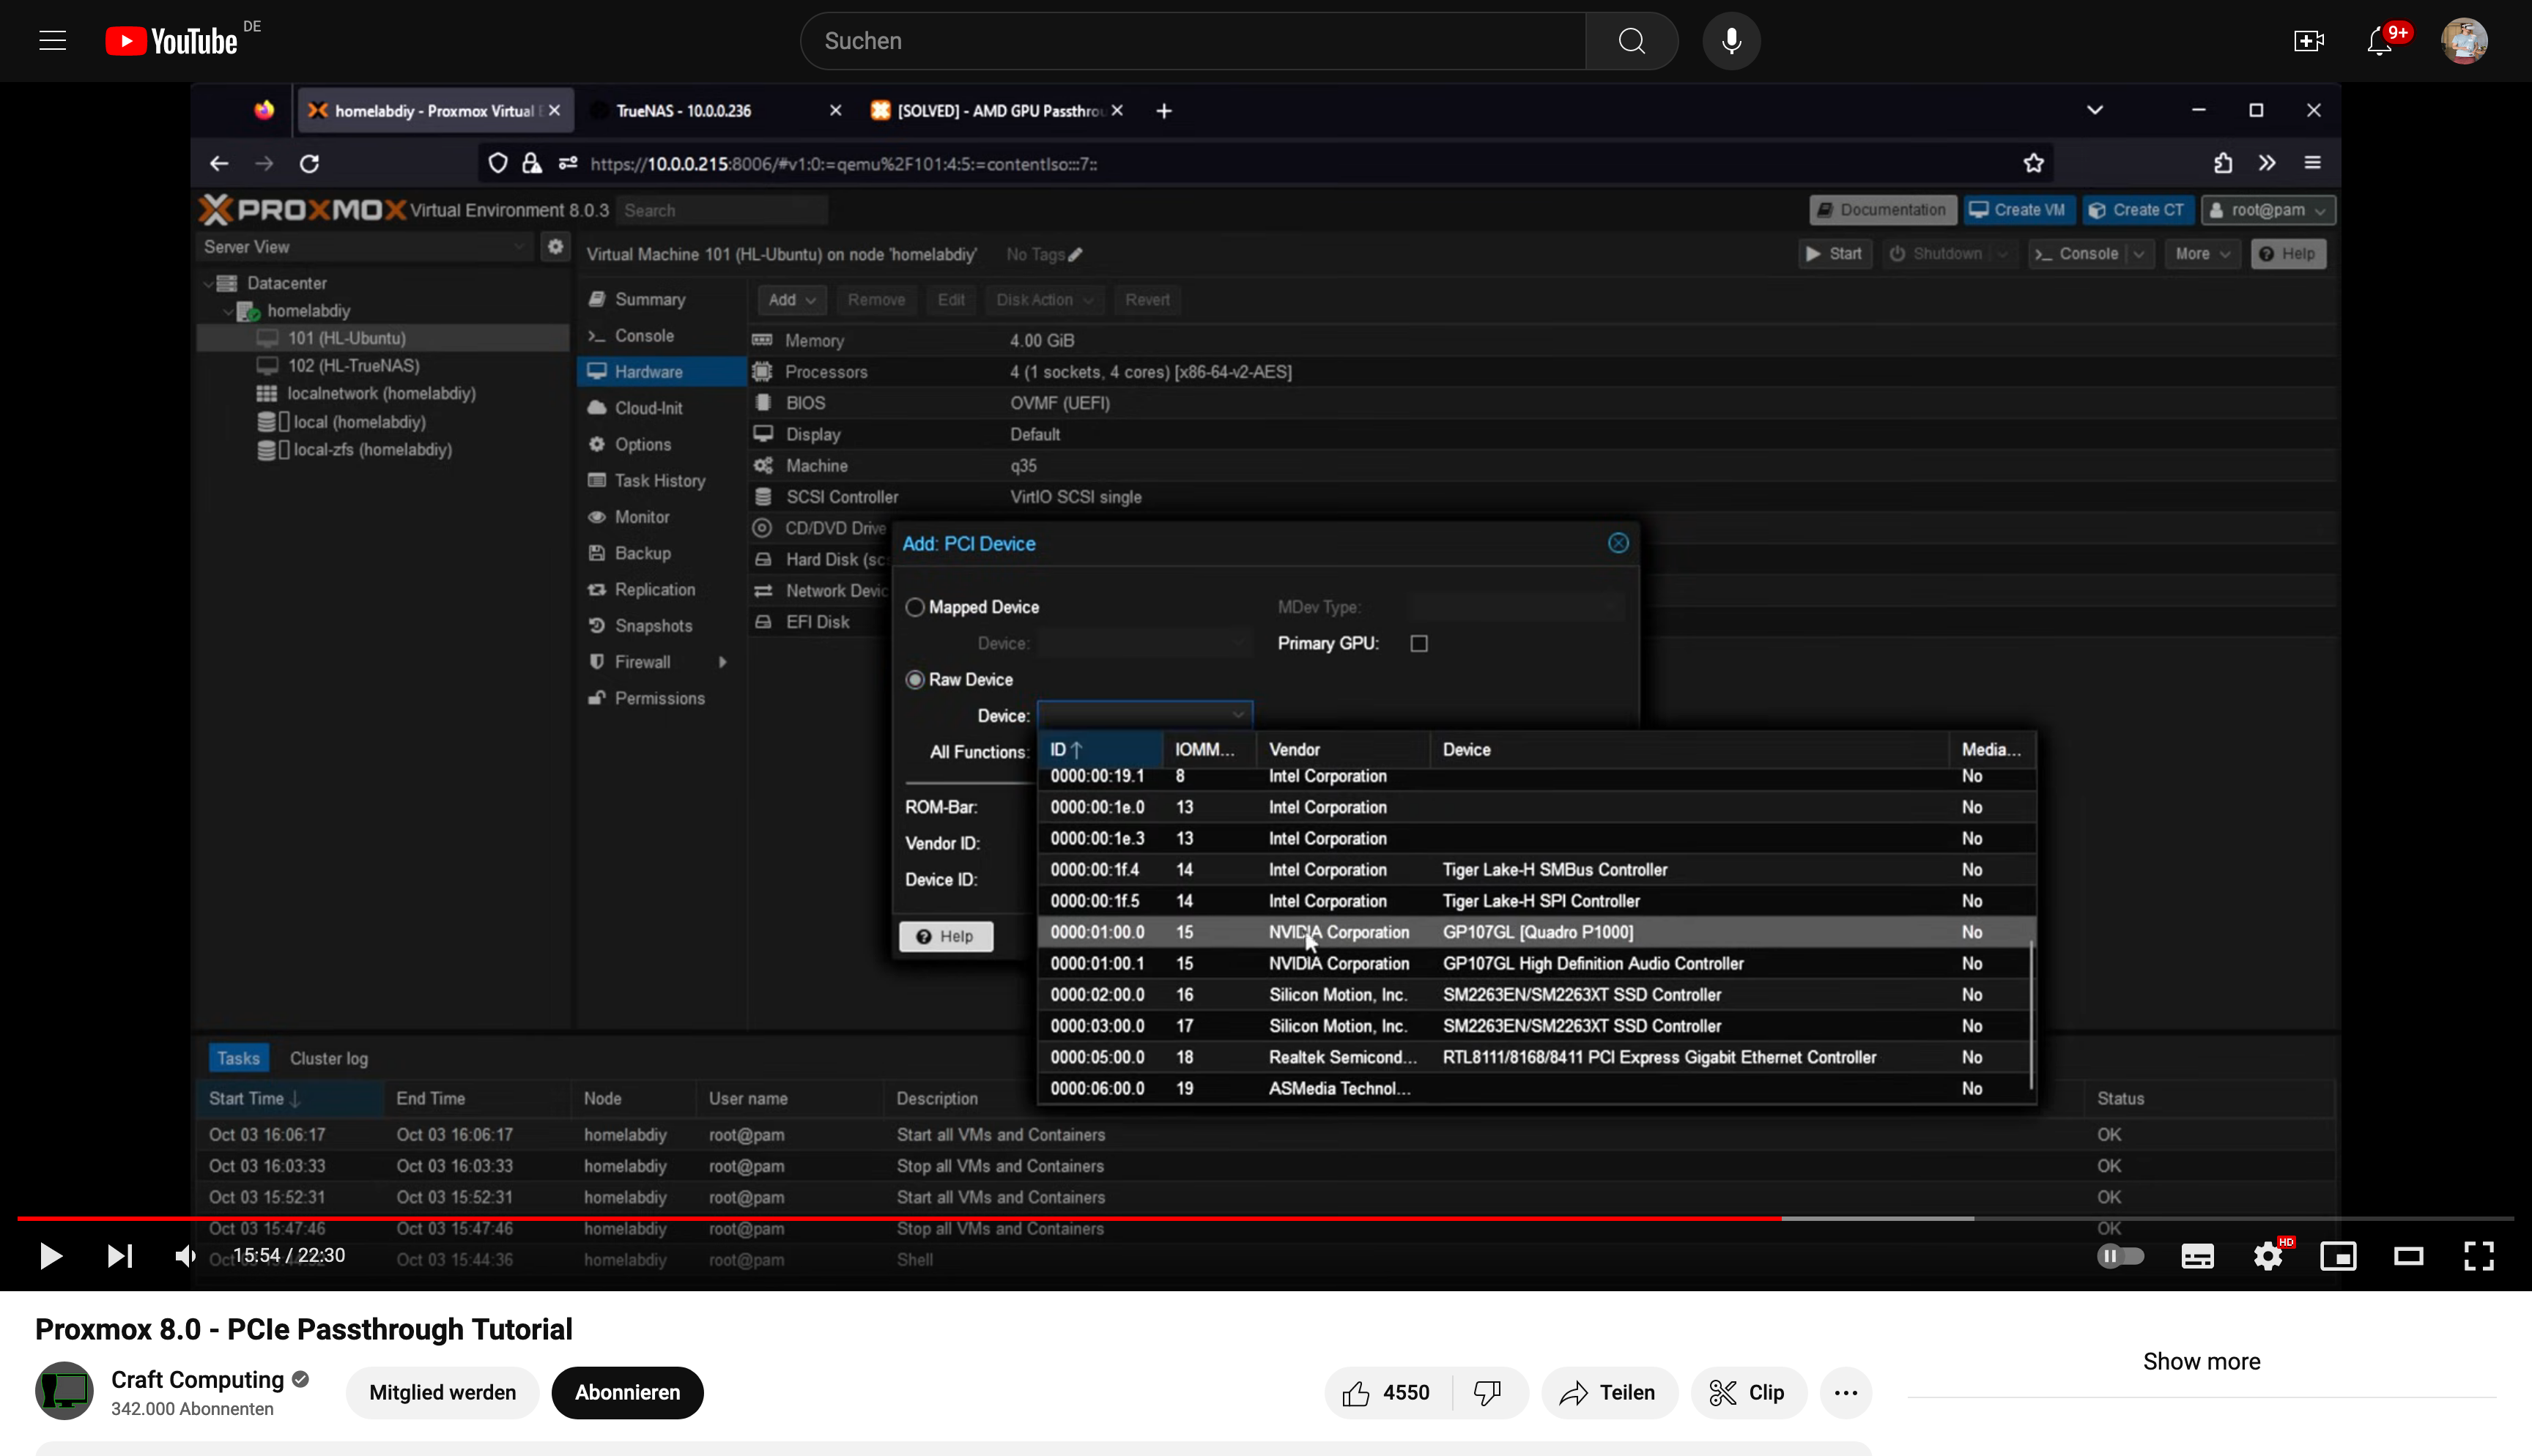 YouTube DE
Suchen
9+
homelabdiy - Proxmox Virtual E
TrueNAS - 10.0.0.236
[SOLVED] - AMD GPU Passthrou
https://10.0.0.215:8006/#v1:0:=qemu%2F101:4:5:=contentIso:::7::
PROXMOX Virtual Environment 8.0.3 Search
Documentation Create VM Create CT root@pam
Server View
Virtual Machine 101 (HL-Ubuntu) on node 'homelabdiy' No Tags
Start Shutdown Console More Help
Datacenter
homelabdiy
101 (HL-Ubuntu)
102 (HL-TrueNAS)
localnetwork (homelabdiy)
local (homelabdiy)
local-zfs (homelabdiy)
Summary
Console
Hardware
Cloud-Init
Options
Task History
Monitor
Backup
Replication
Snapshots
Firewall
Permissions
Add Remove Edit Disk Action Revert
Memory 4.00 GiB
Processors 4 (1 sockets, 4 cores) [x86-64-v2-AES]
BIOS OVMF (UEFI)
Display Default
Machine q35
SCSI Controller VirtIO SCSI single
CD/DVD Drive
Hard Disk (sc
Network Devic
EFI Disk
Add: PCI Device
Mapped Device
Device:
MDev Type:
Primary GPU:
Raw Device
Device:
All Functions:
ROM-Bar:
Vendor ID:
Device ID:
Help
ID IOMM... Vendor Device Media...
0000:00:19.1 8 Intel Corporation No
0000:00:1e.0 13 Intel Corporation No
0000:00:1e.3 13 Intel Corporation No
0000:00:1f.4 14 Intel Corporation Tiger Lake-H SMBus Controller No
0000:00:1f.5 14 Intel Corporation Tiger Lake-H SPI Controller No
0000:01:00.0 15 NVIDIA Corporation GP107GL [Quadro P1000] No
0000:01:00.1 15 NVIDIA Corporation GP107GL High Definition Audio Controller No
0000:02:00.0 16 Silicon Motion, Inc. SM2263EN/SM2263XT SSD Controller No
0000:03:00.0 17 Silicon Motion, Inc. SM2263EN/SM2263XT SSD Controller No
0000:05:00.0 18 Realtek Semicond... RTL8111/8168/8411 PCI Express Gigabit Ethernet Controller No
0000:06:00.0 19 ASMedia Technol... No
Tasks Cluster log
Start Time End Time Node User name Description Status
Oct 03 16:06:17 Oct 03 16:06:17 homelabdiy root@pam Start all VMs and Containers OK
Oct 03 16:03:33 Oct 03 16:03:33 homelabdiy root@pam Stop all VMs and Containers OK
Oct 03 15:52:31 Oct 03 15:52:31 homelabdiy root@pam Start all VMs and Containers OK
Oct 03 15:47:46 Oct 03 15:47:46 homelabdiy root@pam Stop all VMs and Containers OK
Oct Oct 03 15:44:36 homelabdiy root@pam Shell
15:54 / 22:30
HD
Proxmox 8.0 - PCIe Passthrough Tutorial
Craft Computing
342.000 Abonnenten
Mitglied werden
Abonnieren
4550
Teilen
Clip
Show more